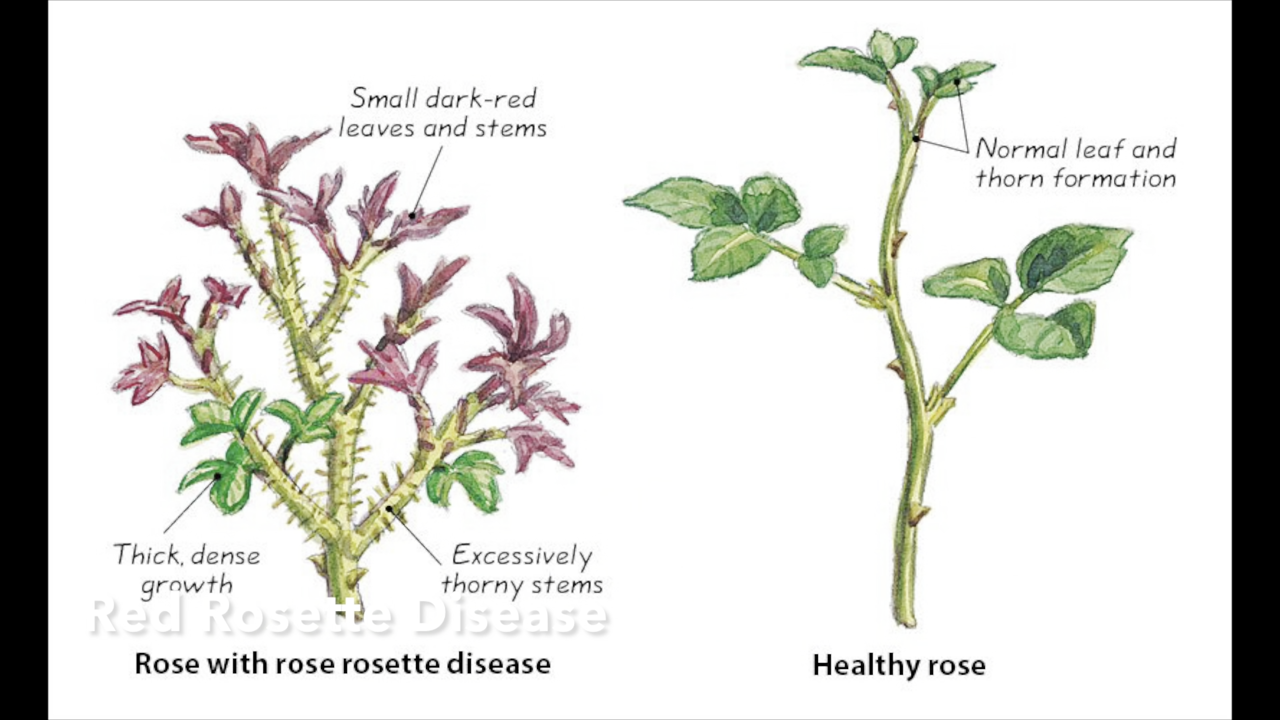 Small dark-red
leaves and stems
Normal leaf and
thorn formation
Thick, dense
growth
Excessively
thorny stems
Red Rosette Disease
Rose with rose rosette disease
Healthy rose